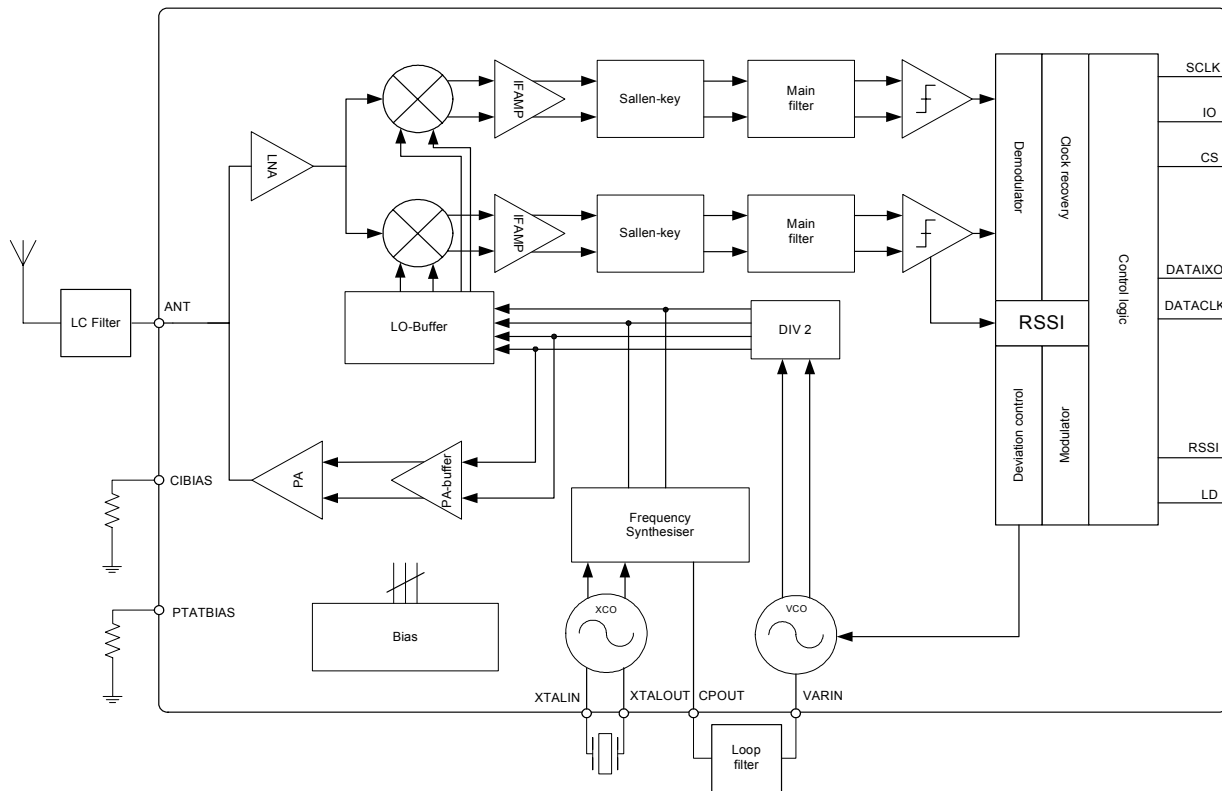 SCLK
IO
CS
DATAIXO
DATACLK
RSSI
LD
IFAMP
Sallen-key
Main
filter
LNA
IFAMP
Sallen-key
Main
filter
Demodulator
Clock recovery
Control logic
RSSI
Deviation control
Modulator
ANT
LC Filter
LO-Buffer
DIV 2
PA
PA-buffer
CIBIAS
Frequency
Synthesiser
PTATBIAS
Bias
XCO
VCO
XTALIN
XTALOUT
CPOUT
VARIN
Loop
filter